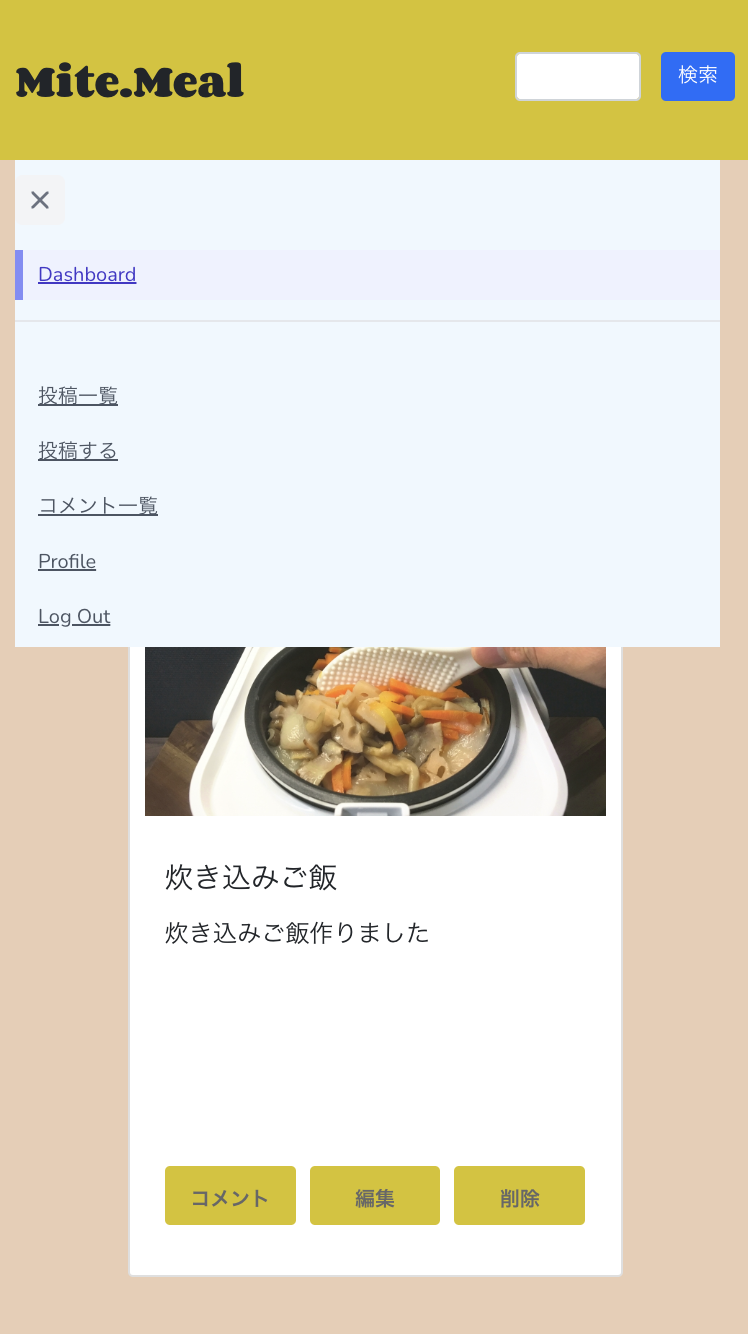 Mite.Meal
検索
Dashboard
投稿一覧
投稿する
コメント一覧
Profile
Log Out
炊き込みご飯
炊き込みご飯作りました
コメント
編集
削除